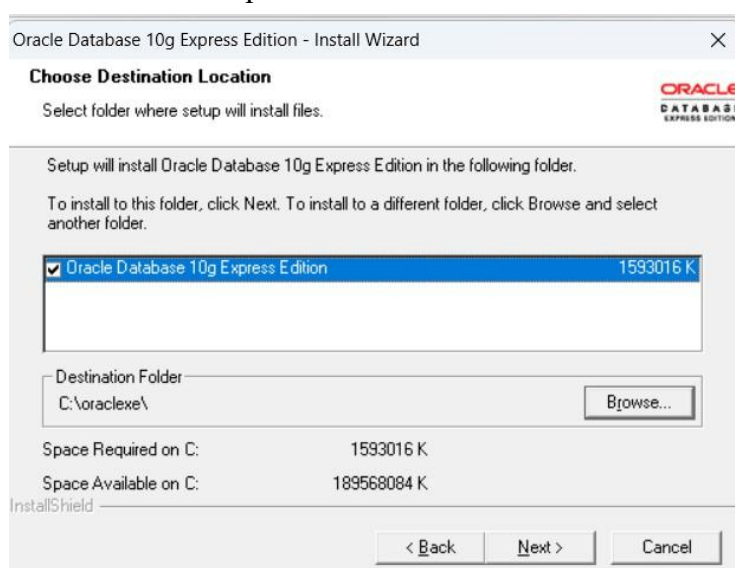 Oracle Database 10g Express Edition - Install Wizard
Choose Destination Location
Select folder where setup will install files.
ORACLE
DATABASE
EXPRESS EDITION
Setup will install Oracle Database 10g Express Edition in the following folder.
To install to this folder, click Next. To install to a different folder, click Browse and select
another folder.
Oracle Database 10g Express Edition 1593016 K
Destination Folder
C:\oraclexe\
Browse...
Space Required on C: 1593016 K
Space Available on C: 189568084 K
InstallShield
< Back Next > Cancel